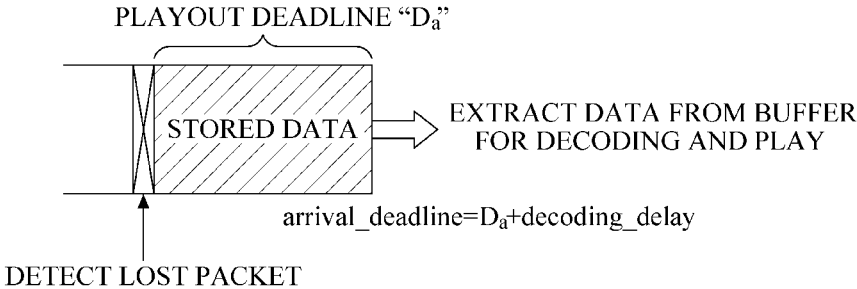 PLAYOUT DEADLINE “Da”
STORED DATA
EXTRACT DATA FROM BUFFER
FOR DECODING AND PLAY
arrival_deadline=Da+decoding_delay
DETECT LOST PACKET